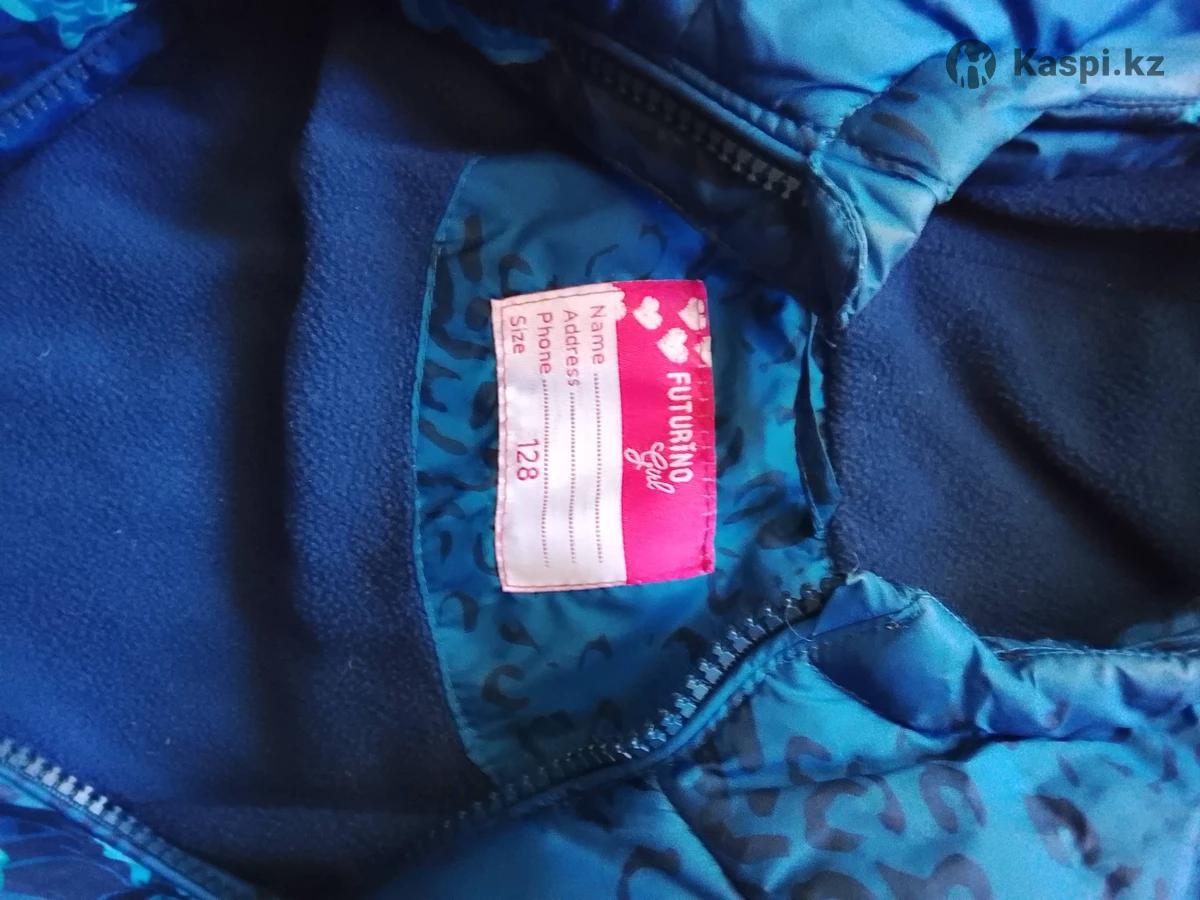 Kaspi.kz
FUTURINO
Girl
Name ..............................
Address ..............................
Phone ..............................
Size 128